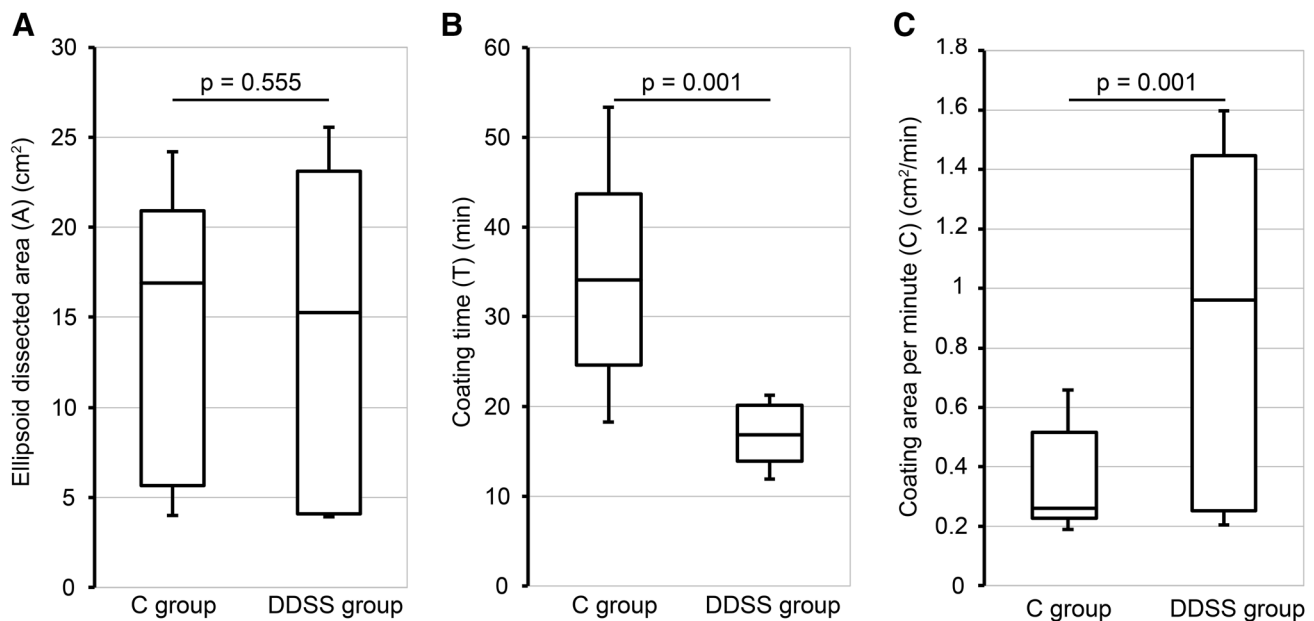 A
Ellipsoid dissected area (A) (cm²)
30
25
20
15
10
5
0
p = 0.555
C group
DDSS group
B
Coating time (T) (min)
60
50
40
30
20
10
0
p = 0.001
C group
DDSS group
C
Coating area per minute (C) (cm²/min)
1.8
1.6
1.4
1.2
1
0.8
0.6
0.4
0.2
0
p = 0.001
C group
DDSS group